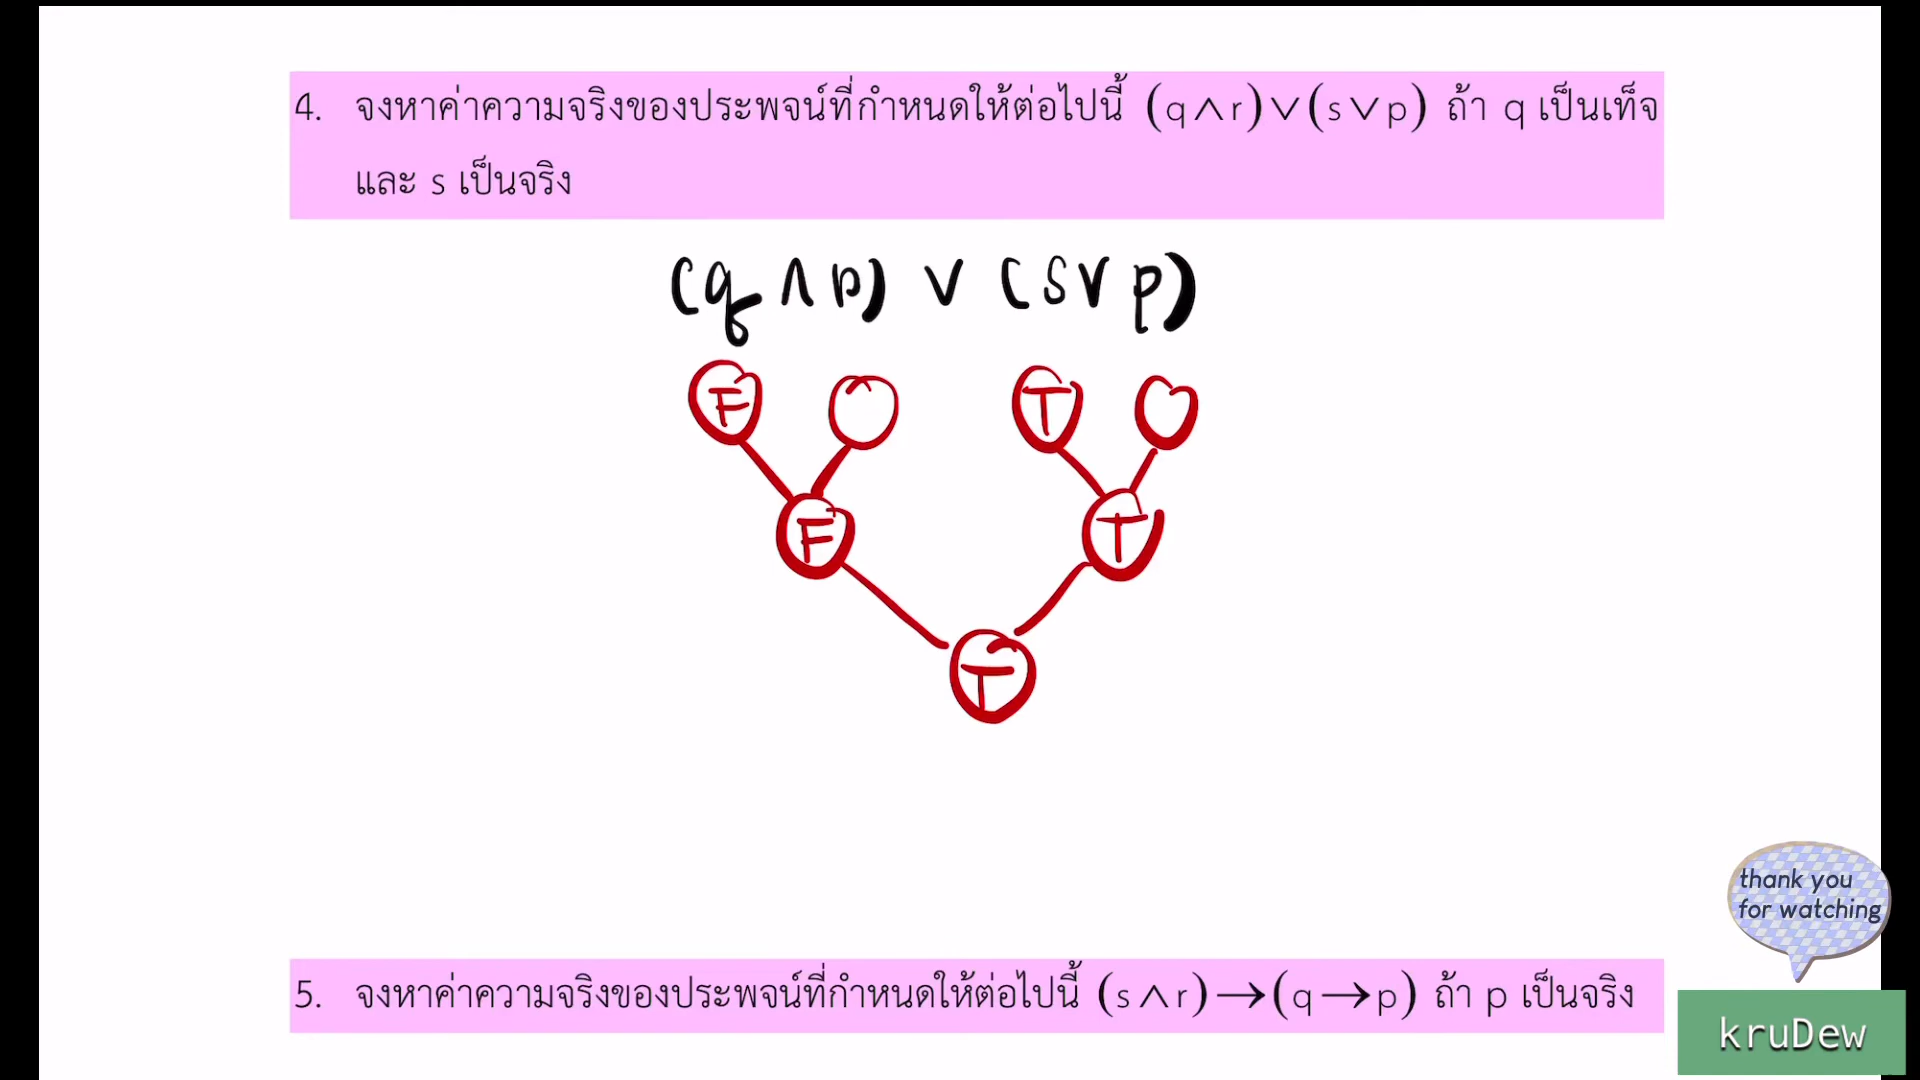 4. จงหาค่าความจริงของประพจน์ที่กำหนดให้ต่อไปนี้ (q∧r)∨(s∨p) ถ้า q เป็นเท็จ
และ s เป็นจริง
(q ∧ r) ∨ (s ∨ p)
F T
F T
T
thank you
for watching
5. จงหาค่าความจริงของประพจน์ที่กำหนดให้ต่อไปนี้ (s∧r)→(q→p) ถ้า p เป็นจริง
kruDew